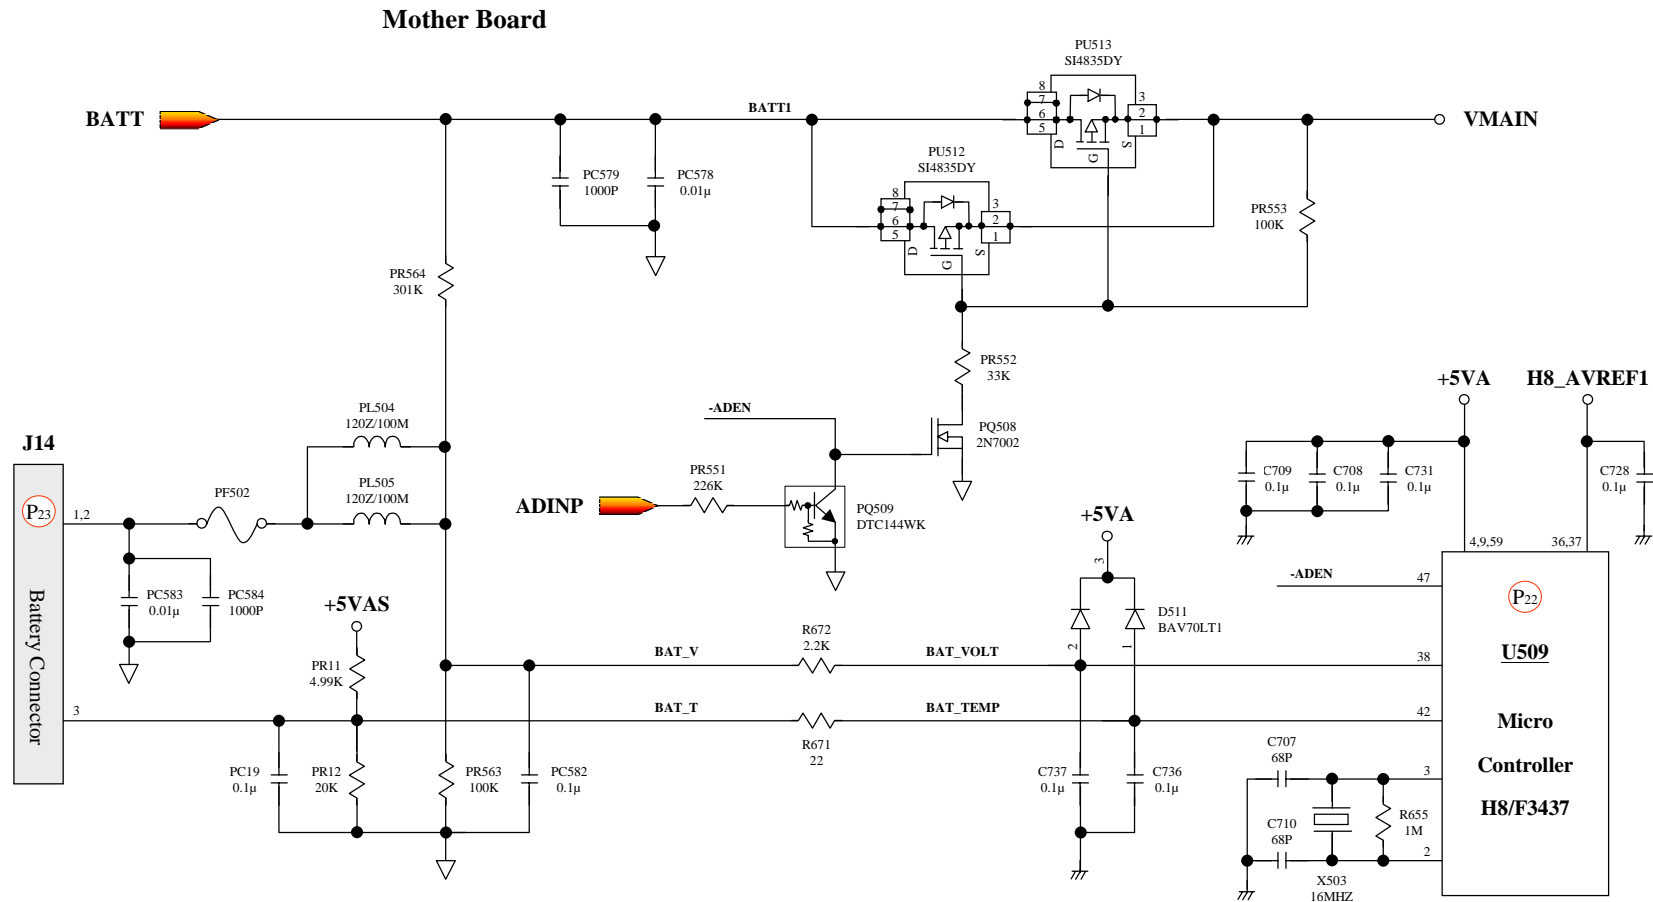 Mother Board
PU513
SI4835DY
8
7
6
5
3
2
1
D
G
S
BATT
BATT1
VMAIN
PU512
SI4835DY
8
7
6
5
3
2
1
D
G
S
PC579
1000P
PC578
0.01µ
PR553
100K
PR564
301K
PR552
33K
-ADEN
PQ508
2N7002
+5VA
H8_AVREF1
PL504
120Z/100M
J14
P23
1,2
PF502
PL505
120Z/100M
PR551
226K
ADINP
PQ509
DTC144WK
C709
0.1µ
C708
0.1µ
C731
0.1µ
C728
0.1µ
+5VA
3
4,9,59
36,37
-ADEN
47
P22
PC583
0.01µ
PC584
1000P
+5VAS
D511
BAV70LT1
2
1
Battery Connector
PR11
4.99K
BAT_V
R672
2.2K
BAT_VOLT
38
U509
3
BAT_T
R671
22
BAT_TEMP
42
Micro
Controller
H8/F3437
PC19
0.1µ
PR12
20K
PR563
100K
PC582
0.1µ
C737
0.1µ
C736
0.1µ
C707
68P
3
C710
68P
R655
1M
2
X503
16MHZ